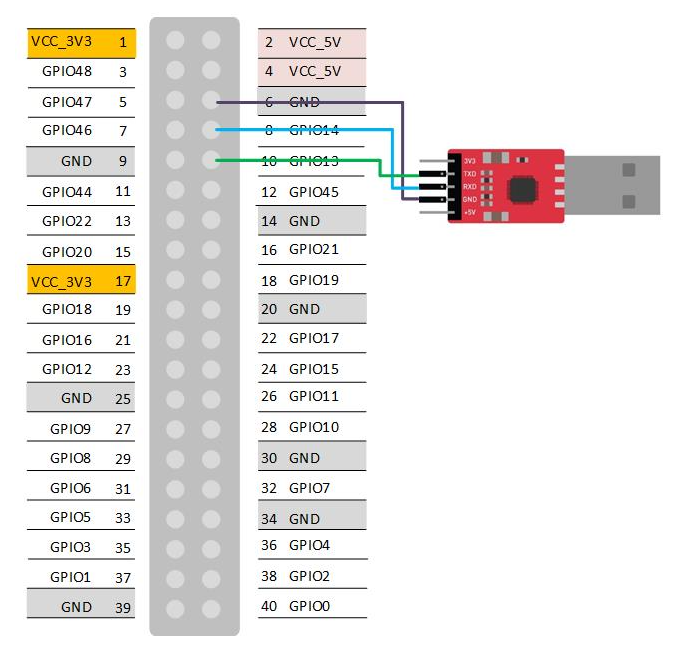 VCC_3V3 1
2 VCC_5V
GPIO48 3
4 VCC_5V
GPIO47 5
6 GND
GPIO46 7
8 GPIO14
GND 9
10 GPIO13
GPIO44 11
12 GPIO45
GPIO22 13
14 GND
GPIO20 15
16 GPIO21
VCC_3V3 17
18 GPIO19
GPIO18 19
20 GND
GPIO16 21
22 GPIO17
GPIO12 23
24 GPIO15
GND 25
26 GPIO11
GPIO9 27
28 GPIO10
GPIO8 29
30 GND
GPIO6 31
32 GPIO7
GPIO5 33
34 GND
GPIO3 35
36 GPIO4
GPIO1 37
38 GPIO2
GND 39
40 GPIO0
3V3
TXD
RXD
GND
+5V